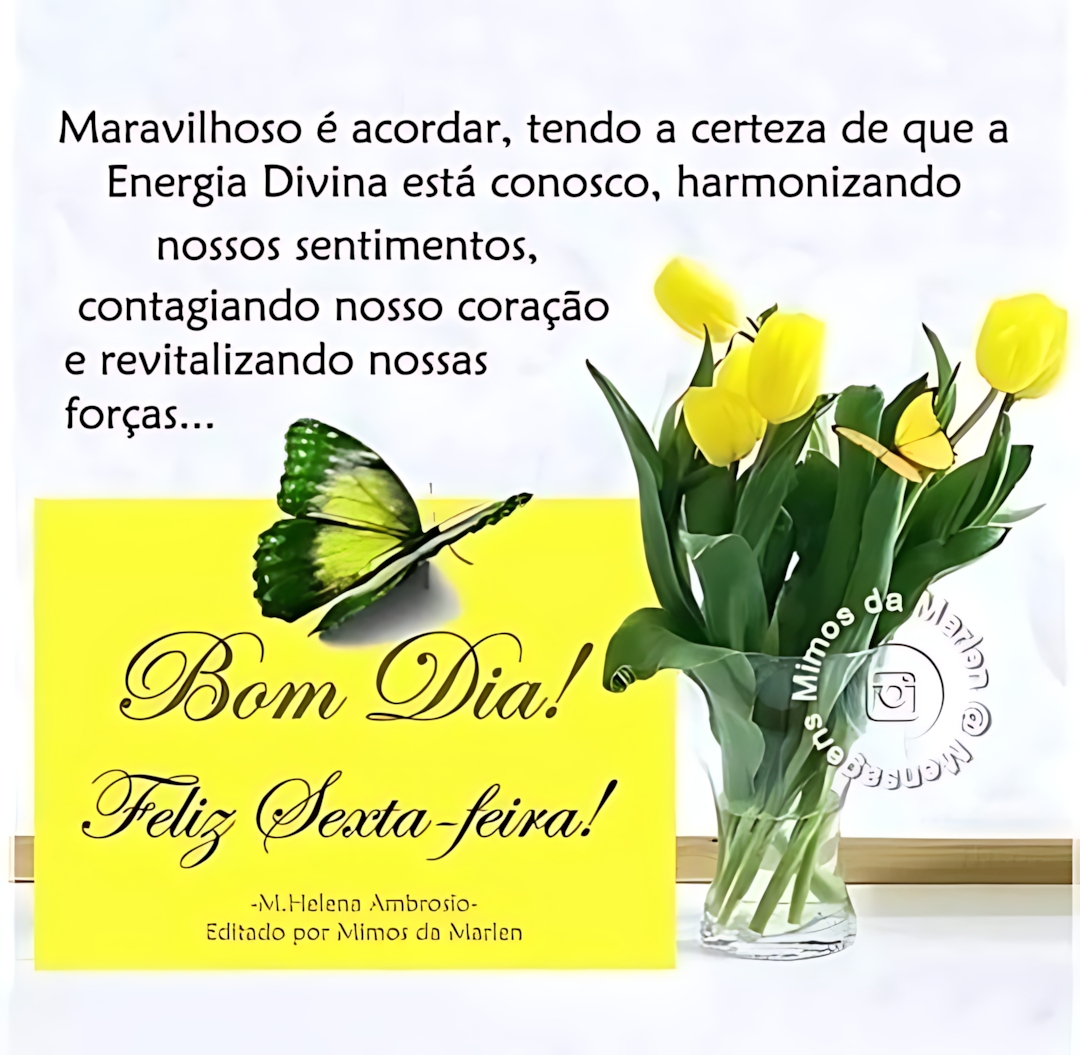 Maravilhoso é acordar, tendo a certeza de que a
Energia Divina está conosco, harmonizando
nossos sentimentos,
contagiando nosso coração
e revitalizando nossas
forças...
Bom Dia!
Feliz Sexta-feira!
-M.Helena Ambrosio-
Editado por Mimos da Marlen
Mimos da Marlen @ Mensagens